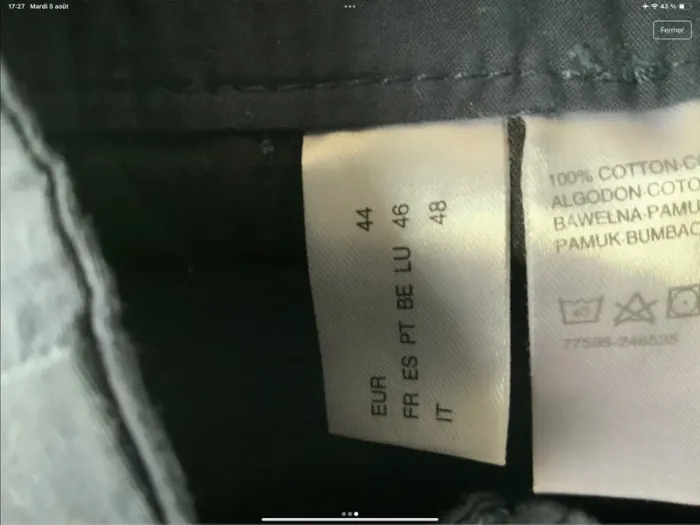 17:27 Mardi 5 août
43 %
Fermer
EUR 44
FR ES PT BE LU 46
IT 48
100% COTTON
ALGODON
BAWEŁNA
PAMUK
40